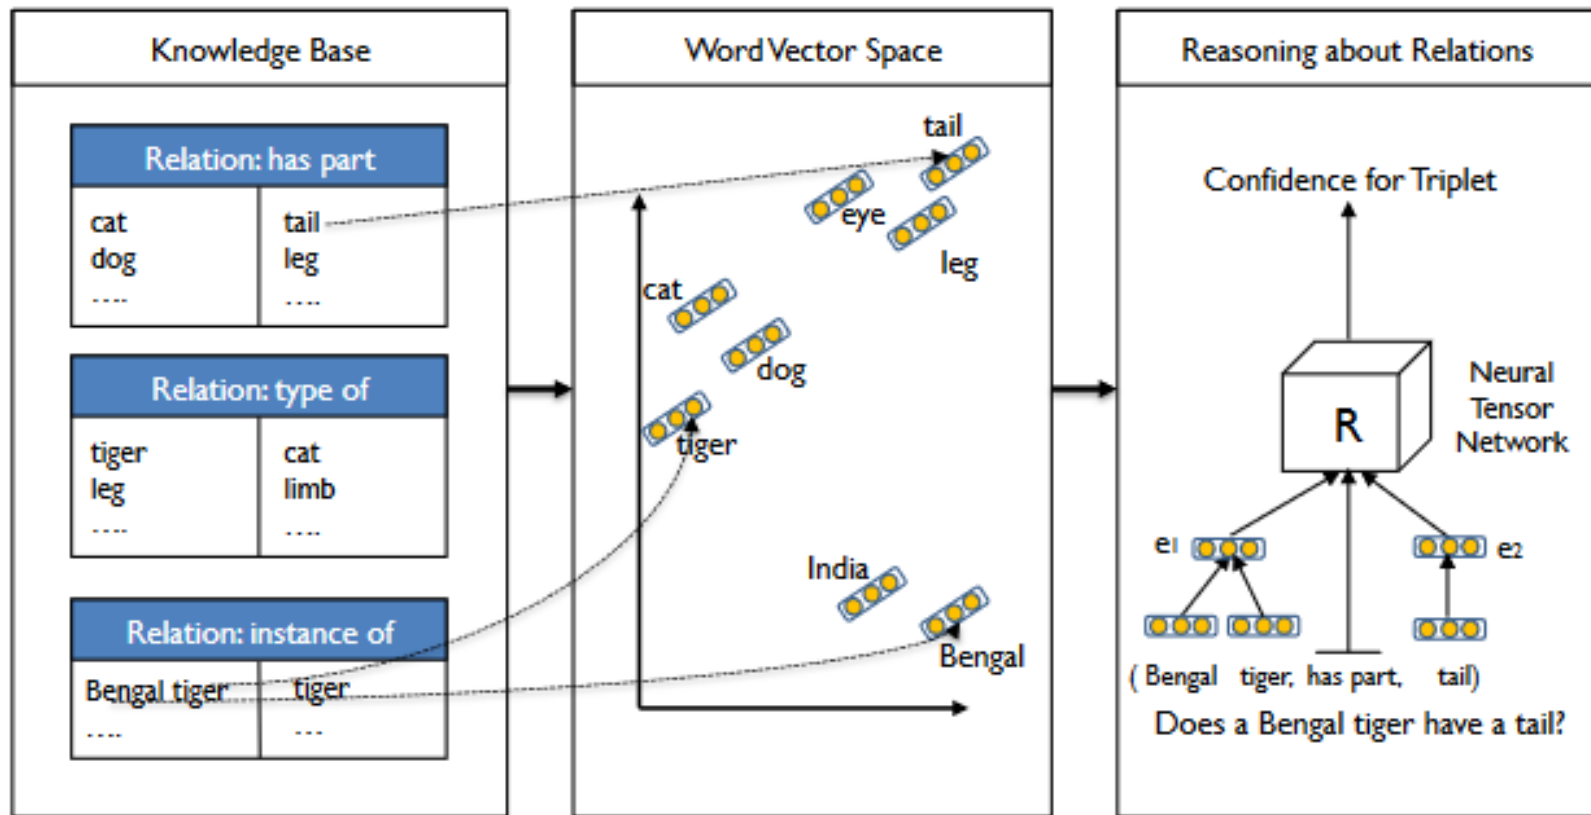 Knowledge Base
Relation: has part
cat tail
dog leg
.... ....
Relation: type of
tiger cat
leg limb
.... ....
Relation: instance of
Bengal tiger tiger
.... ...
Word Vector Space
tail
eye
leg
cat
dog
tiger
India
Bengal
Reasoning about Relations
Confidence for Triplet
R
Neural
Tensor
Network
e1 e2
( Bengal tiger, has part, tail)
Does a Bengal tiger have a tail?